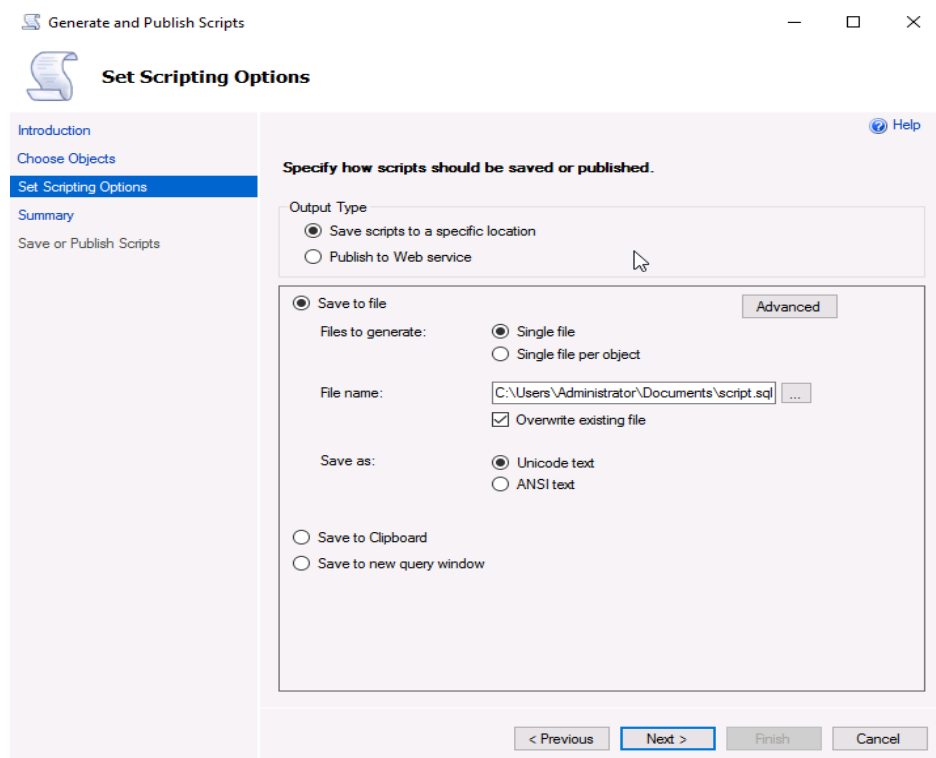 Generate and Publish Scripts
Set Scripting Options
Introduction
Choose Objects
Set Scripting Options
Summary
Save or Publish Scripts
Help
Specify how scripts should be saved or published.
Output Type
Save scripts to a specific location
Publish to Web service
Save to file
Advanced
Files to generate:
Single file
Single file per object
File name:
C:\Users\Administrator\Documents\script.sql
...
Overwrite existing file
Save as:
Unicode text
ANSI text
Save to Clipboard
Save to new query window
< Previous
Next >
Finish
Cancel